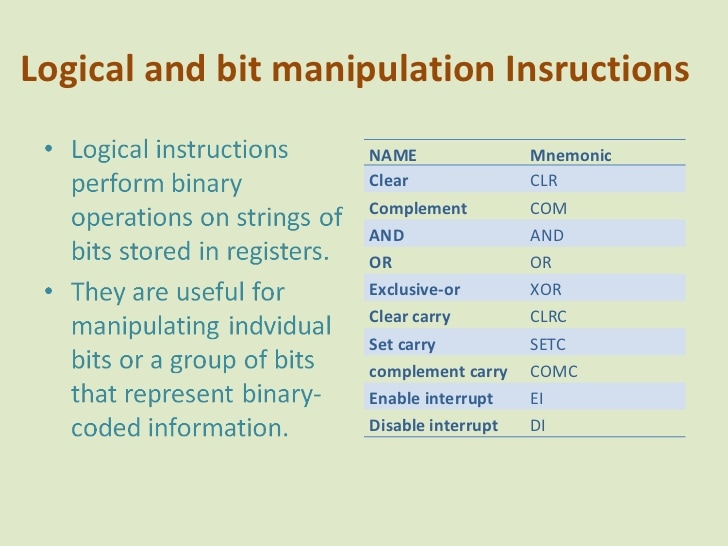 Logical and bit manipulation Insructions
• Logical instructions
perform binary
operations on strings of
bits stored in registers.
• They are useful for
manipulating indvidual
bits or a group of bits
that represent binary-
coded information.
NAME Mnemonic
Clear CLR
Complement COM
AND AND
OR OR
Exclusive-or XOR
Clear carry CLRC
Set carry SETC
complement carry COMC
Enable interrupt EI
Disable interrupt DI